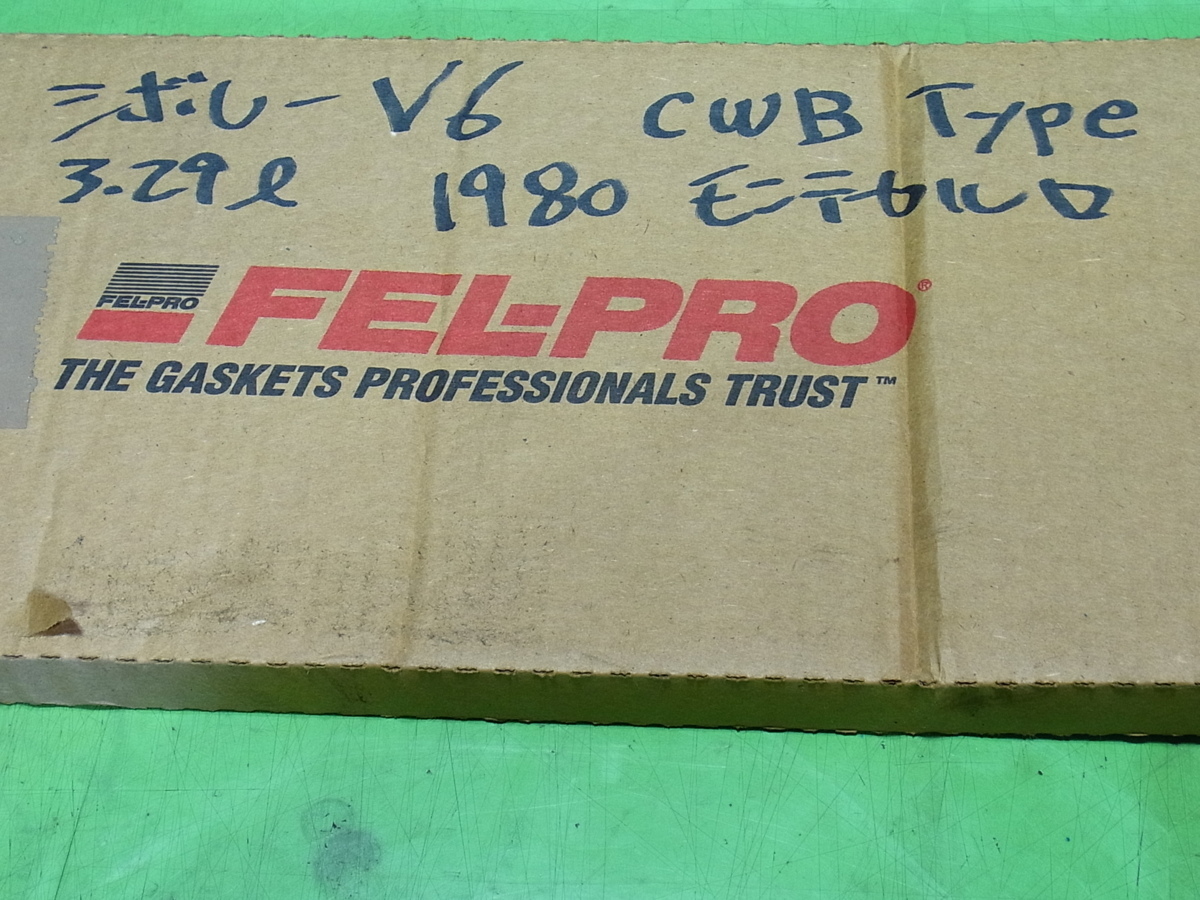 シボレー V6 CWB Type
3.29ℓ 1980 モンテカルロ
FEL-PRO FEL-PRO®
THE GASKETS PROFESSIONALS TRUST™